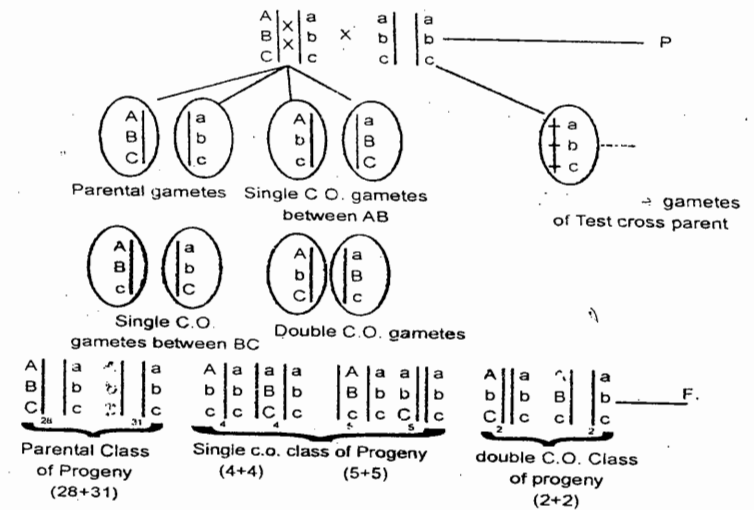 A a a a
B × b × b b P
C × c c c
A a A a a
B b b B b
C c c C c
Parental gametes Single C O. gametes
between AB
→ gametes
of Test cross parent
A a A a
B b b B
c C C c
Single C.O.
gametes between BC
Double C.O. gametes
A a a A a a a A a a a A a a
B b b b b B b B b b b b b B b F.
C c c c c C c c c C c C c c c
28 31 4 4 5 5 2 2
Parental Class
of Progeny
(28+31)
Single c.o. class of Progeny
(4+4) (5+5)
double C.O. Class
of progeny
(2+2)